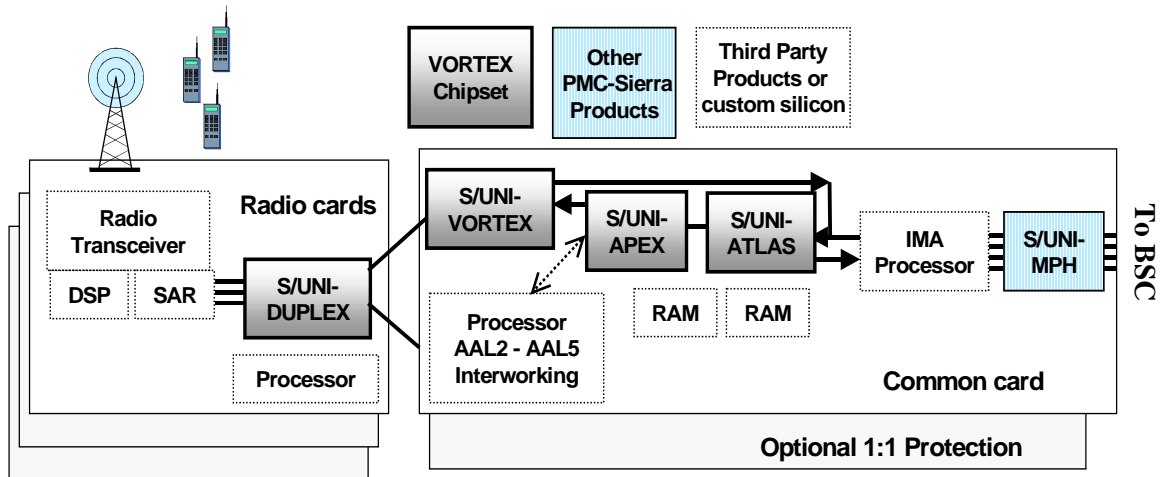 VORTEX
Chipset
Other
PMC-Sierra
Products
Third Party
Products or
custom silicon
Radio cards
Radio
Transceiver
DSP
SAR
S/UNI-
DUPLEX
Processor
S/UNI-
VORTEX
S/UNI-
APEX
S/UNI-
ATLAS
IMA
Processor
S/UNI-
MPH
To BSC
RAM
RAM
Processor
AAL2 - AAL5
Interworking
Common card
Optional 1:1 Protection